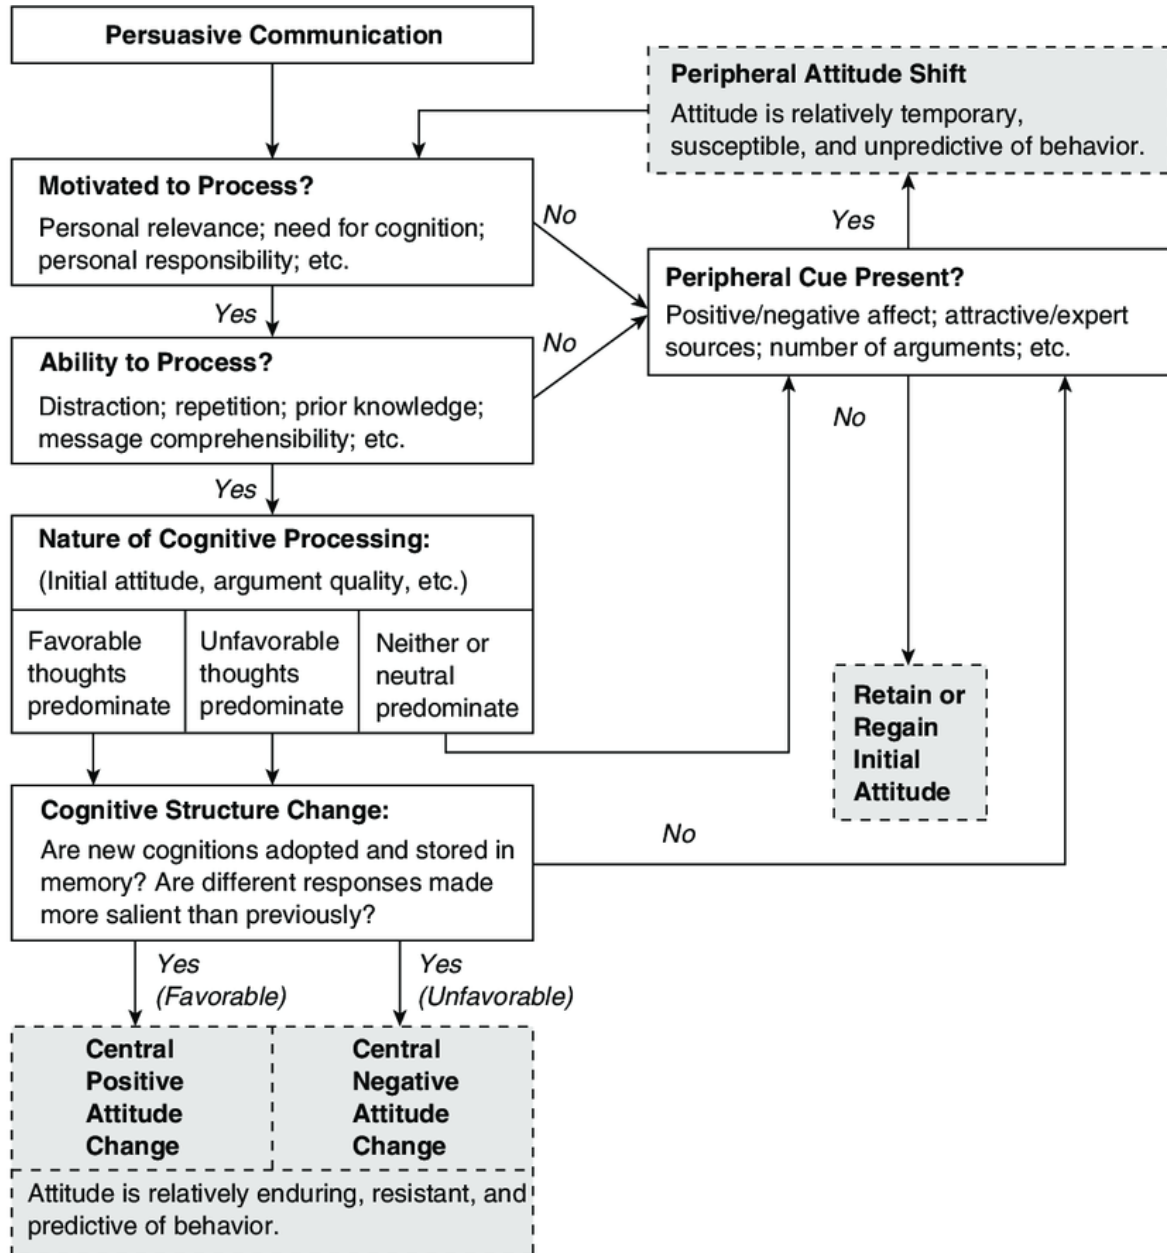 Persuasive Communication
Peripheral Attitude Shift
Attitude is relatively temporary,
susceptible, and unpredictive of behavior.
Motivated to Process?
Personal relevance; need for cognition;
personal responsibility; etc.
No
Yes
Peripheral Cue Present?
Positive/negative affect; attractive/expert
sources; number of arguments; etc.
Yes
Ability to Process?
Distraction; repetition; prior knowledge;
message comprehensibility; etc.
No
No
Yes
Nature of Cognitive Processing:
(Initial attitude, argument quality, etc.)
Favorable
thoughts
predominate
Unfavorable
thoughts
predominate
Neither or
neutral
predominate
Retain or
Regain
Initial
Attitude
Cognitive Structure Change:
Are new cognitions adopted and stored in
memory? Are different responses made
more salient than previously?
No
Yes
(Favorable)
Yes
(Unfavorable)
Central
Positive
Attitude
Change
Central
Negative
Attitude
Change
Attitude is relatively enduring, resistant, and
predictive of behavior.